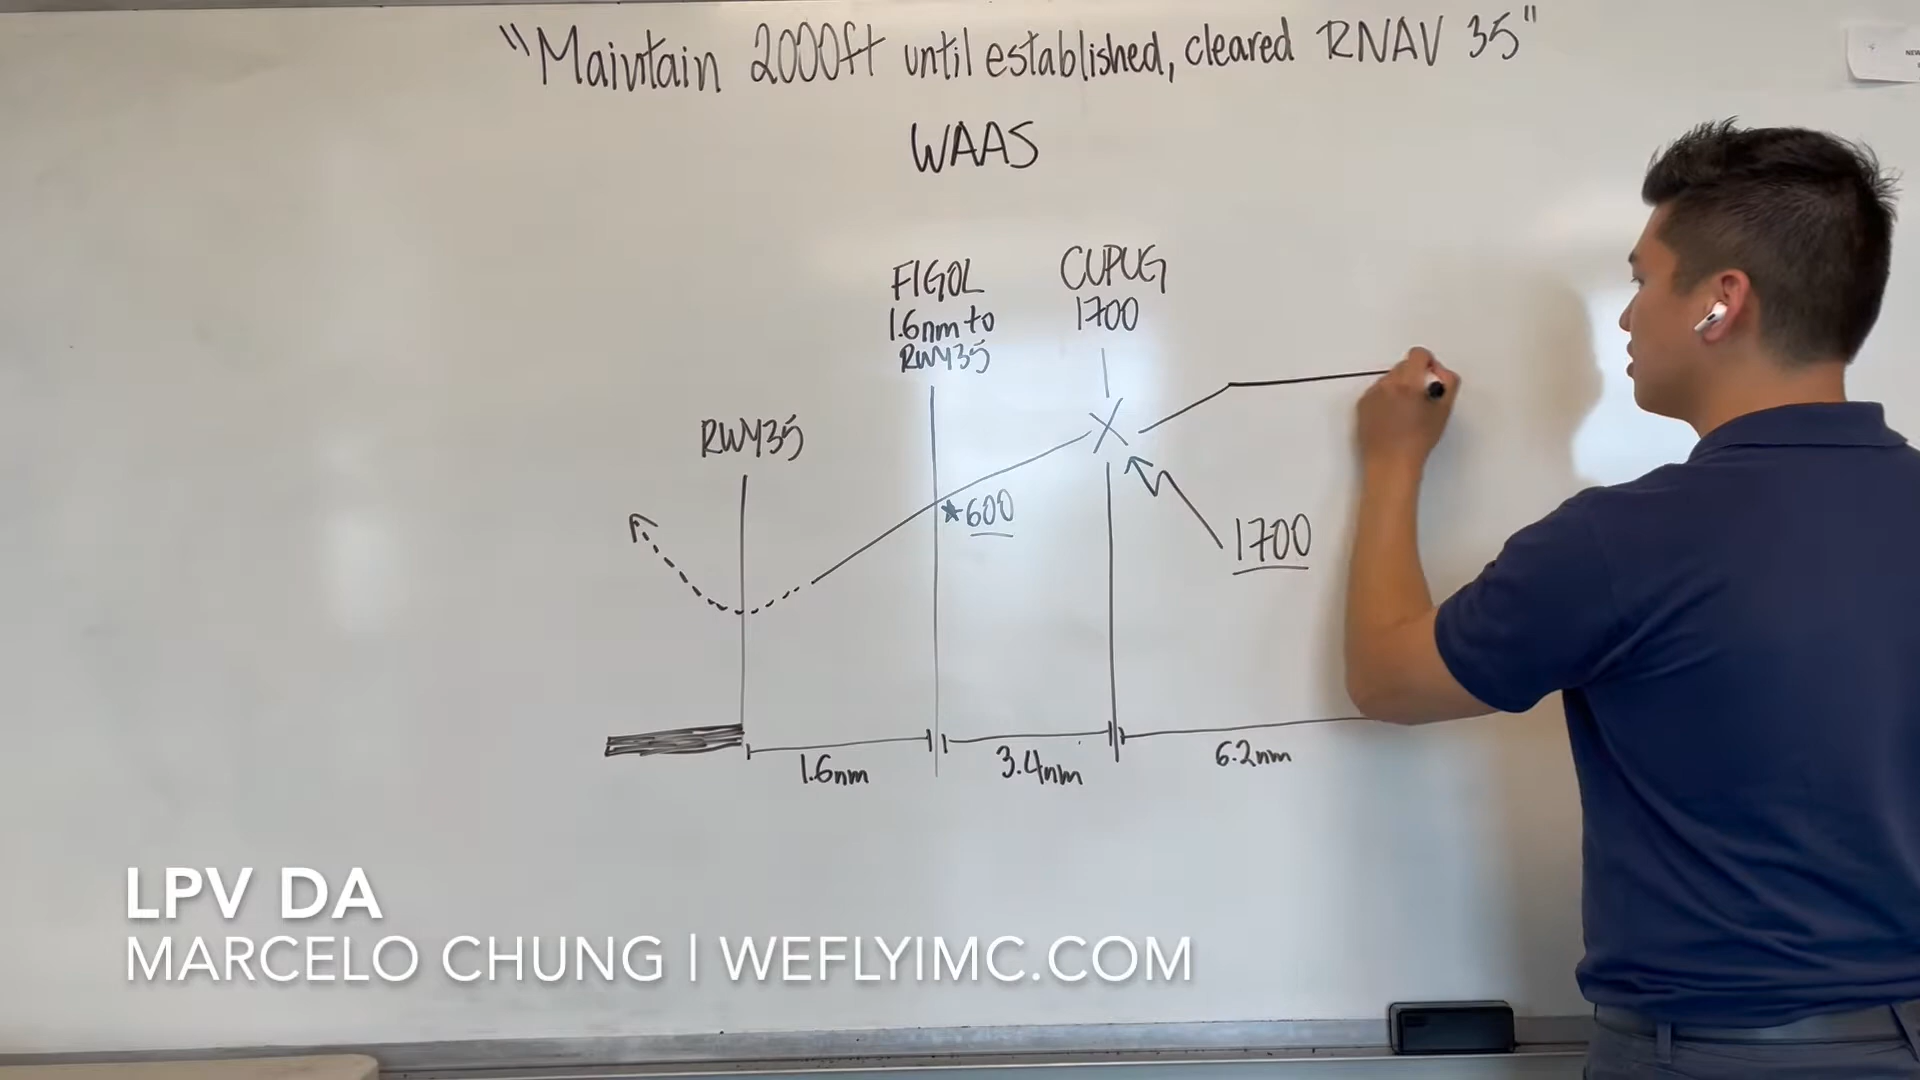 "Maintain 2000ft until established, cleared RNAV 35"
WAAS
FIGOL
1.6nm to
RWY35
CUPUG
1700
RWY35
*600
1700
1.6nm
3.4nm
6.2nm
LPV DA
MARCELO CHUNG | WEFLYIMC.COM